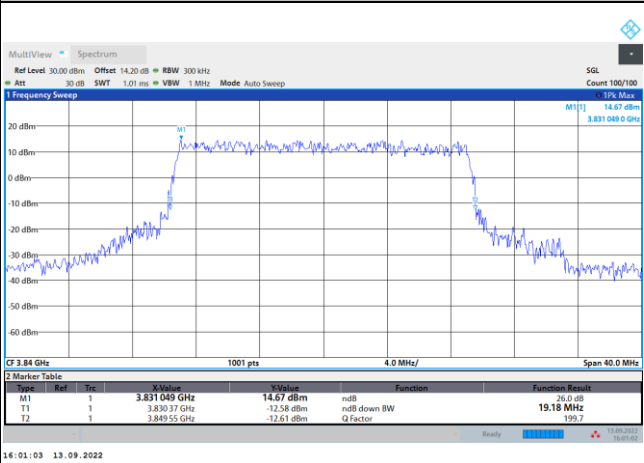 MultiView Spectrum
Ref Level 30.00 dBm Offset 14.20 dB RBW 300 kHz SGL
Att 30 dB SWT 1.01 ms VBW 1 MHz Mode Auto Sweep Count 100/100
1 Frequency Sweep 1Pk Max
M1[1] 14.67 dBm
3.831 049 0 GHz
M1
20 dBm
10 dBm
0 dBm
-10 dBm
-20 dBm
-30 dBm
-40 dBm
-50 dBm
-60 dBm
CF 3.84 GHz 1001 pts 4.0 MHz/ Span 40.0 MHz
2 Marker Table
Type Ref Trc X-Value Y-Value Function Function Result
M1 1 3.831 049 GHz 14.67 dBm ndB 26.0 dB
T1 1 3.830 37 GHz -12.58 dBm ndB down BW 19.18 MHz
T2 1 3.849 55 GHz -12.61 dBm Q Factor 199.7
Ready 13.09.2022
16:01:02
16:01:03 13.09.2022